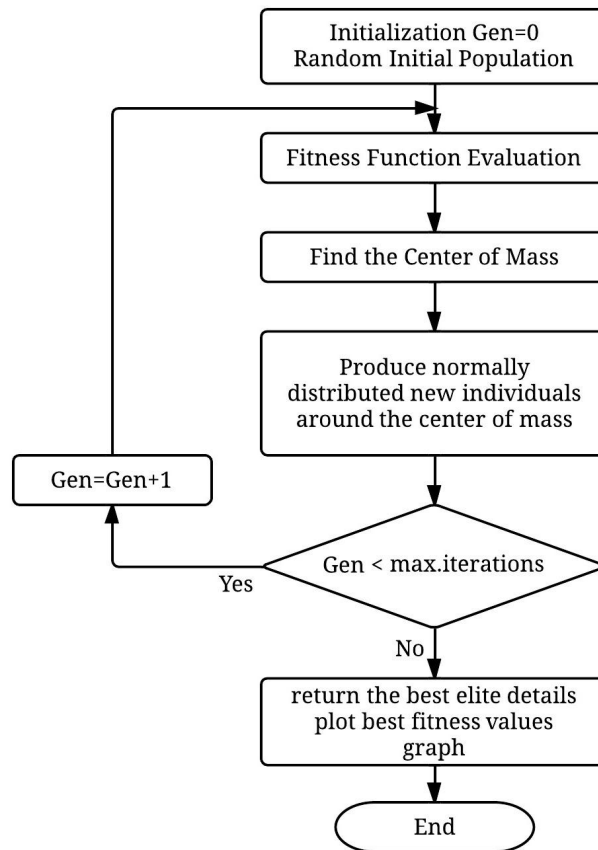 Initialization Gen=0
Random Initial Population
Fitness Function Evaluation
Find the Center of Mass
Produce normally
distributed new individuals
around the center of mass
Gen=Gen+1
Gen < max.iterations
Yes
No
return the best elite details
plot best fitness values
graph
End